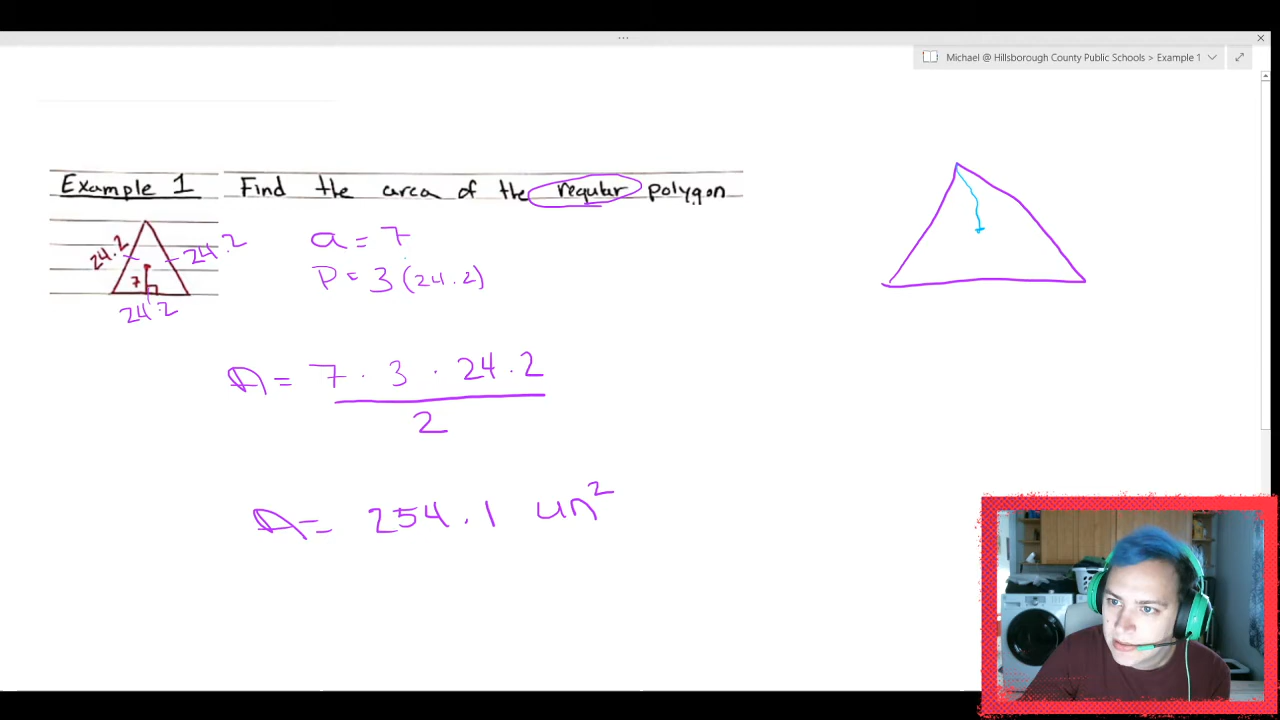 Michael @ Hillsborough County Public Schools > Example 1
Example 1 Find the area of the regular polygon
24.2
24.2
7
24.2
a = 7
P = 3 (24.2)
A = 7 · 3 · 24.2
2
A = 254.1 un²